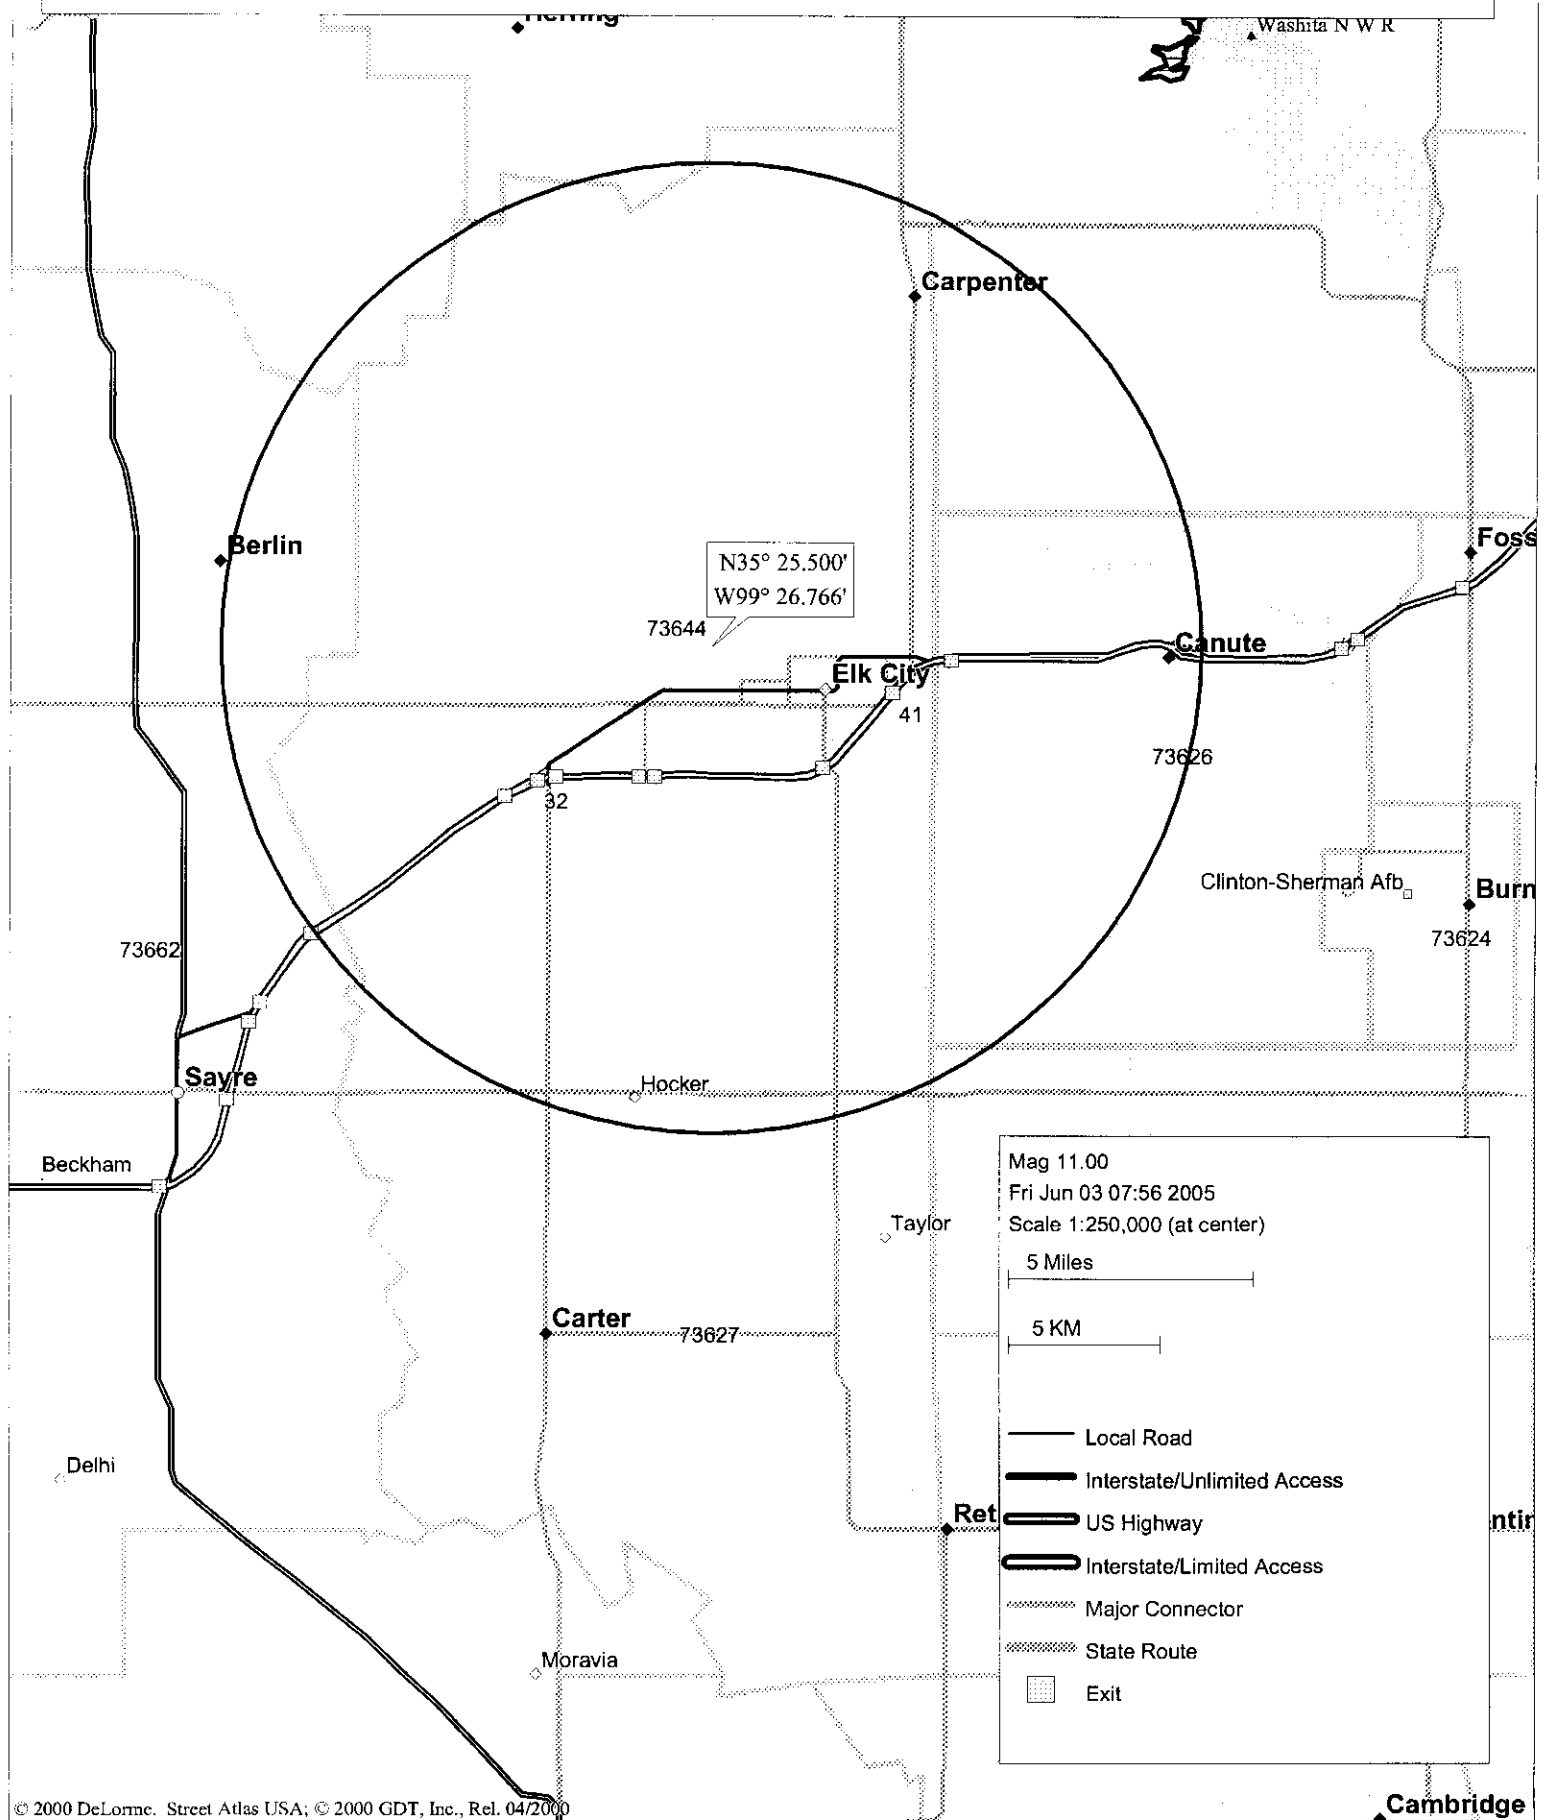 Washita N W R
Carpenter
Berlin
Foss
N35° 25.500'
W99° 26.766'
73644
Canute
Elk City
41
73626
32
Clinton-Sherman Afb
Burn
73624
73662
Sayre
Hocker
Beckham
Mag 11.00
Fri Jun 03 07:56 2005
Scale 1:250,000 (at center)
5 Miles
5 KM
Taylor
Carter
73627
Local Road
Delhi
Interstate/Unlimited Access
Ret
US Highway
ntin
Interstate/Limited Access
Major Connector
State Route
Moravia
Exit
© 2000 DeLorme. Street Atlas USA; © 2000 GDT, Inc., Rel. 04/2000
Cambridge